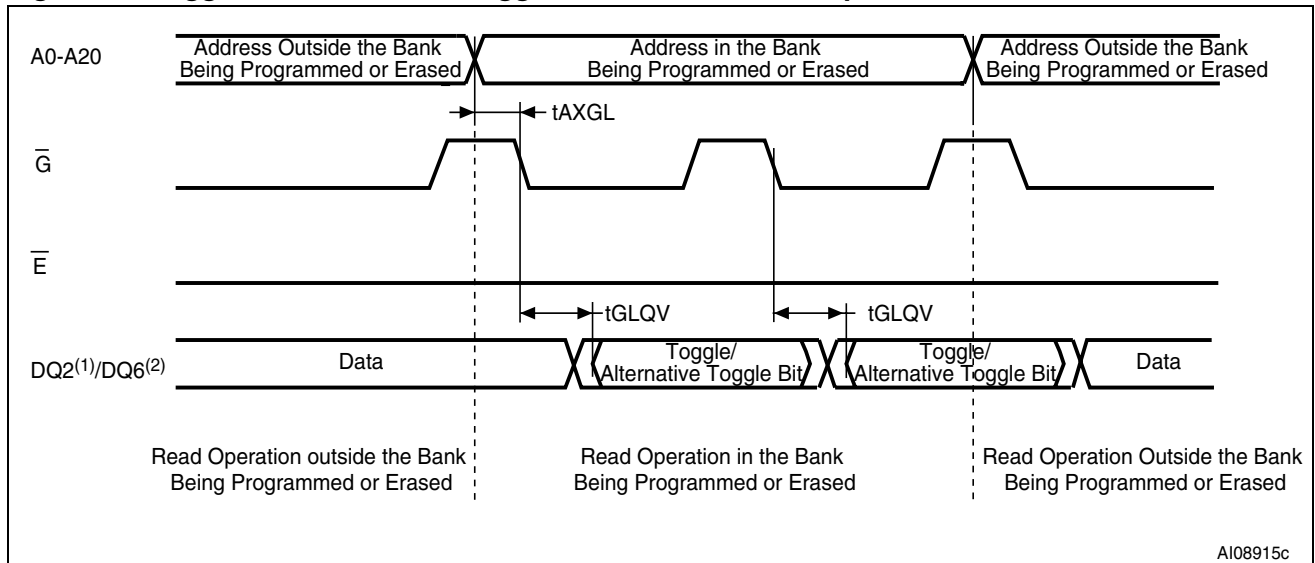 A0-A20
Address Outside the Bank
Being Programmed or Erased
Address in the Bank
Being Programmed or Erased
Address Outside the Bank
Being Programmed or Erased
tAXGL
G
E
tGLQV
tGLQV
DQ2(1)/DQ6(2)
Data
Toggle/
Alternative Toggle Bit
Toggle/
Alternative Toggle Bit
Data
Read Operation outside the Bank
Being Programmed or Erased
Read Operation in the Bank
Being Programmed or Erased
Read Operation Outside the Bank
Being Programmed or Erased
AI08915c